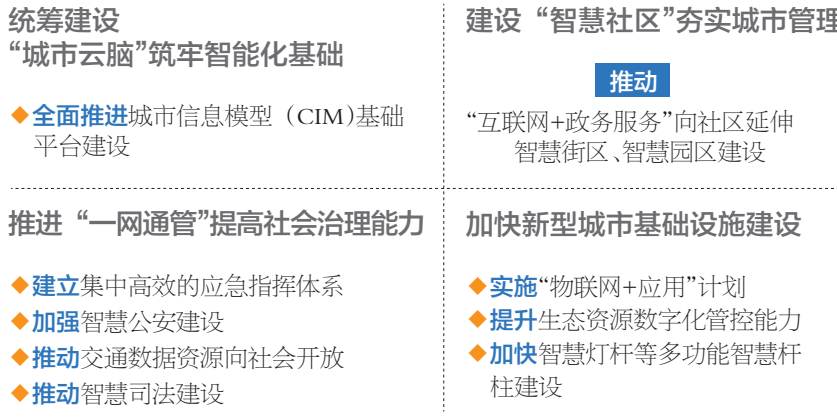 统筹建设
“城市云脑”筑牢智能化基础
◆全面推进城市信息模型（CIM)基础
平台建设
建设“智慧社区”夯实城市管理
推动
“互联网+政务服务”向社区延伸
智慧街区、智慧园区建设
推进“一网通管”提高社会治理能力
◆建立集中高效的应急指挥体系
◆加强智慧公安建设
◆推动交通数据资源向社会开放
◆推动智慧司法建设
加快新型城市基础设施建设
◆实施“物联网+应用”计划
◆提升生态资源数字化管控能力
◆加快智慧灯杆等多功能智慧杆
柱建设